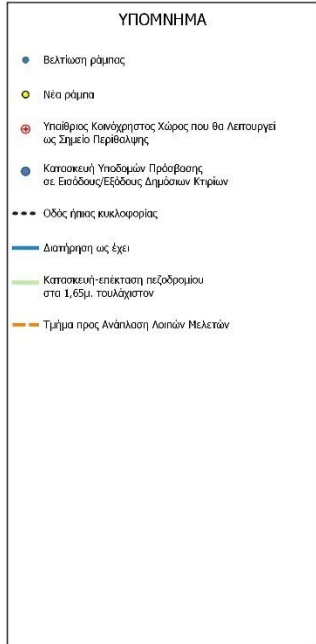 ΥΠΟΜΝΗΜΑ
Βελτίωση ράμπας
Νέα ράμπα
Υπαίθριος Κοινόχρηστος Χώρος που θα Λειτουργεί
ως Σημείο Περίθαλψης
Κατασκευή Υποδομών Πρόσβασης
σε Εισόδους/Εξόδους Δημόσιων Κτιρίων
Οδός ήπιας κυκλοφορίας
Διατήρηση ως έχει
Κατασκευή-επέκταση πεζοδρομίου
στα 1,65μ. τουλάχιστον
Τμήμα προς Ανάπλαση Λοιπών Μελετών